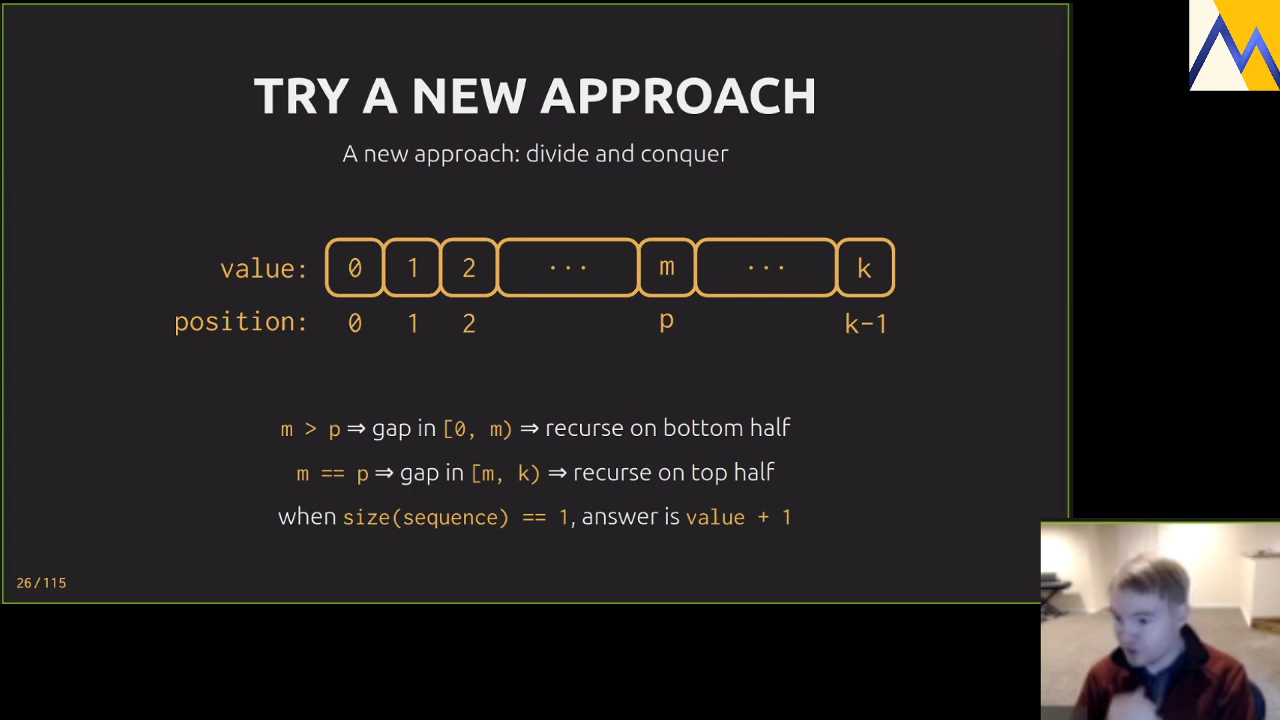 TRY A NEW APPROACH
A new approach: divide and conquer
value: 0 1 2 ... m ... k
position: 0 1 2 p k-1
m > p ⇒ gap in [0, m) ⇒ recurse on bottom half
m == p ⇒ gap in [m, k) ⇒ recurse on top half
when size(sequence) == 1, answer is value + 1
26/115